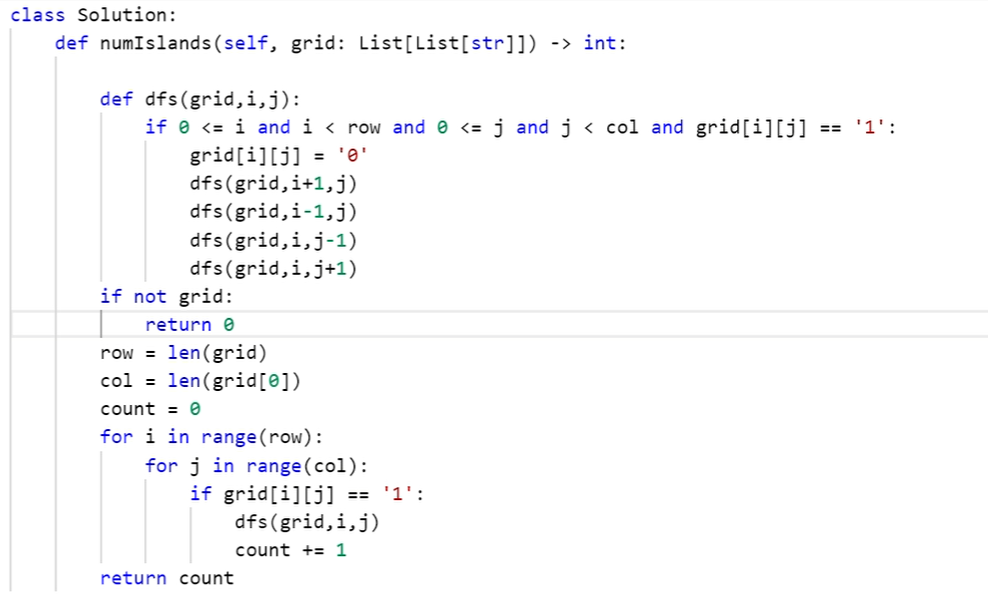 class Solution:
    def numIslands(self, grid: List[List[str]]) -> int:

        def dfs(grid,i,j):
            if 0 <= i and i < row and 0 <= j and j < col and grid[i][j] == '1':
                grid[i][j] = '0'
                dfs(grid,i+1,j)
                dfs(grid,i-1,j)
                dfs(grid,i,j-1)
                dfs(grid,i,j+1)
        if not grid:
            return 0
        row = len(grid)
        col = len(grid[0])
        count = 0
        for i in range(row):
            for j in range(col):
                if grid[i][j] == '1':
                    dfs(grid,i,j)
                    count += 1
        return count